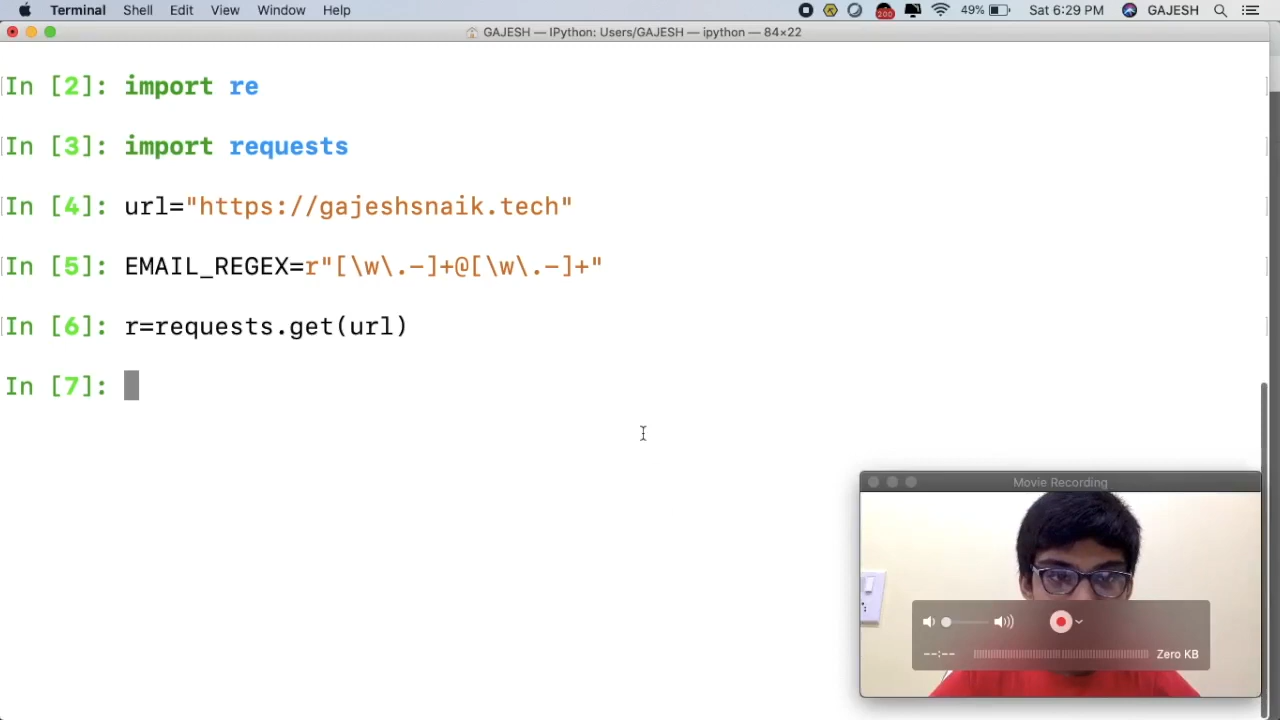 Terminal Shell Edit View Window Help 200 49% Sat 6:29 PM GAJESH
GAJESH — IPython: Users/GAJESH — ipython — 84×22
In [2]: import re
In [3]: import requests
In [4]: url="https://gajeshsnaik.tech"
In [5]: EMAIL_REGEX=r"[\w\.-]+@[\w\.-]+"
In [6]: r=requests.get(url)
In [7]:
Movie Recording
--:-- Zero KB